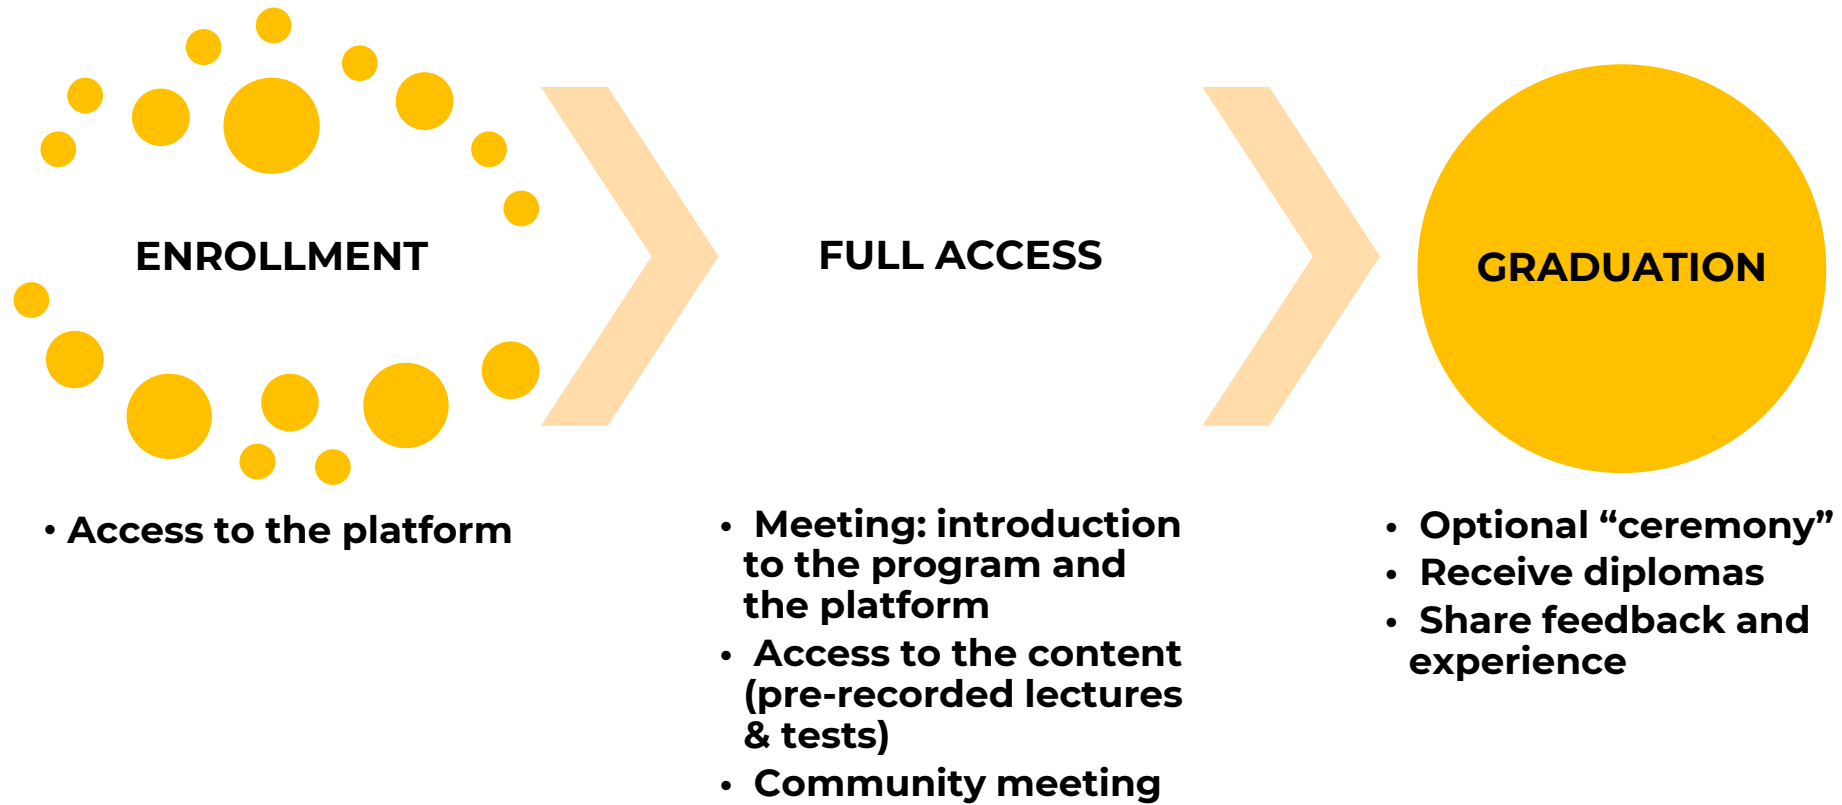 ENROLLMENT
• Access to the platform
FULL ACCESS
• Meeting: introduction
to the program and
the platform
• Access to the content
(pre-recorded lectures
& tests)
• Community meeting
GRADUATION
• Optional “ceremony”
• Receive diplomas
• Share feedback and
experience